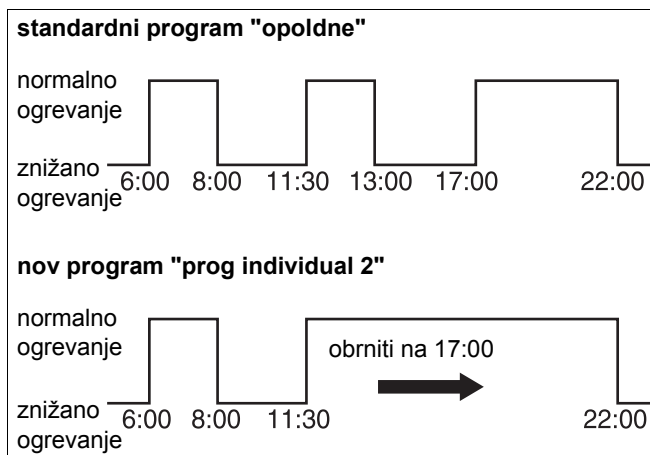 standardni program "opoldne"
normalno
ogrevanje
znižano
ogrevanje
6:00 8:00 11:30 13:00 17:00 22:00
nov program "prog individual 2"
normalno
ogrevanje
obrniti na 17:00
znižano
ogrevanje
6:00 8:00 11:30 22:00